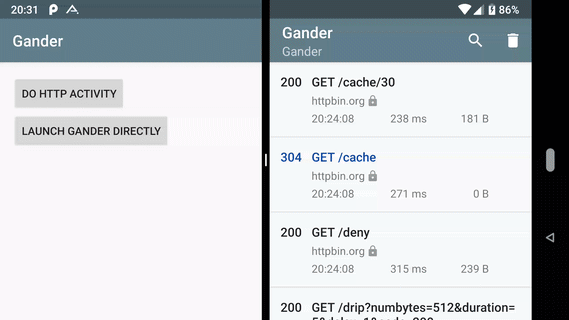 20:31
86%
Gander
DO HTTP ACTIVITY
LAUNCH GANDER DIRECTLY
Gander
Gander
200 GET /cache/30
httpbin.org
20:24:08 238 ms 181 B
304 GET /cache
httpbin.org
20:24:08 271 ms 0 B
200 GET /deny
httpbin.org
20:24:08 315 ms 239 B
200 GET /drip?numbytes=512&duration=